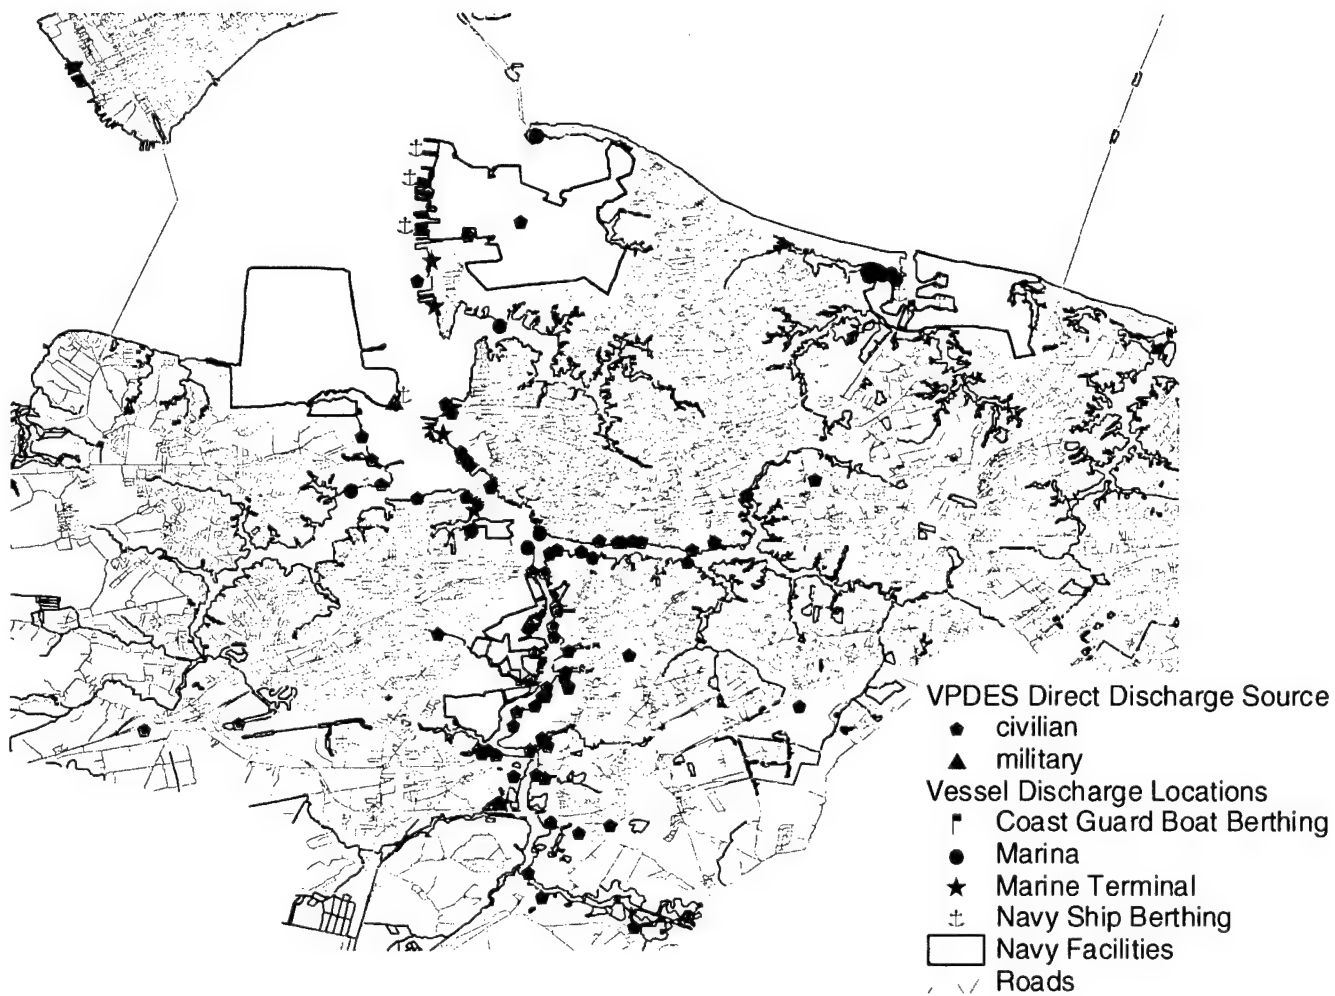 VPDES Direct Discharge Source
civilian
military
Vessel Discharge Locations
Coast Guard Boat Berthing
Marina
Marine Terminal
Navy Ship Berthing
Navy Facilities
Roads